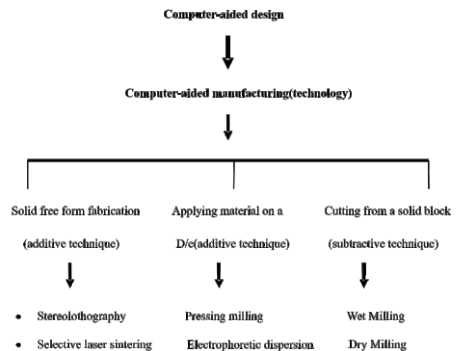 Computer-aided design
Computer-aided manufacturing(technology)
Solid free form fabrication
(additive technique)
Applying material on a
D/e(additive technique)
Cutting from a solid block
(subtractive technique)
• Stereolothography
• Selective laser sintering
Pressing milling
Electrophoretic dispersion
Wet Milling
Dry Milling